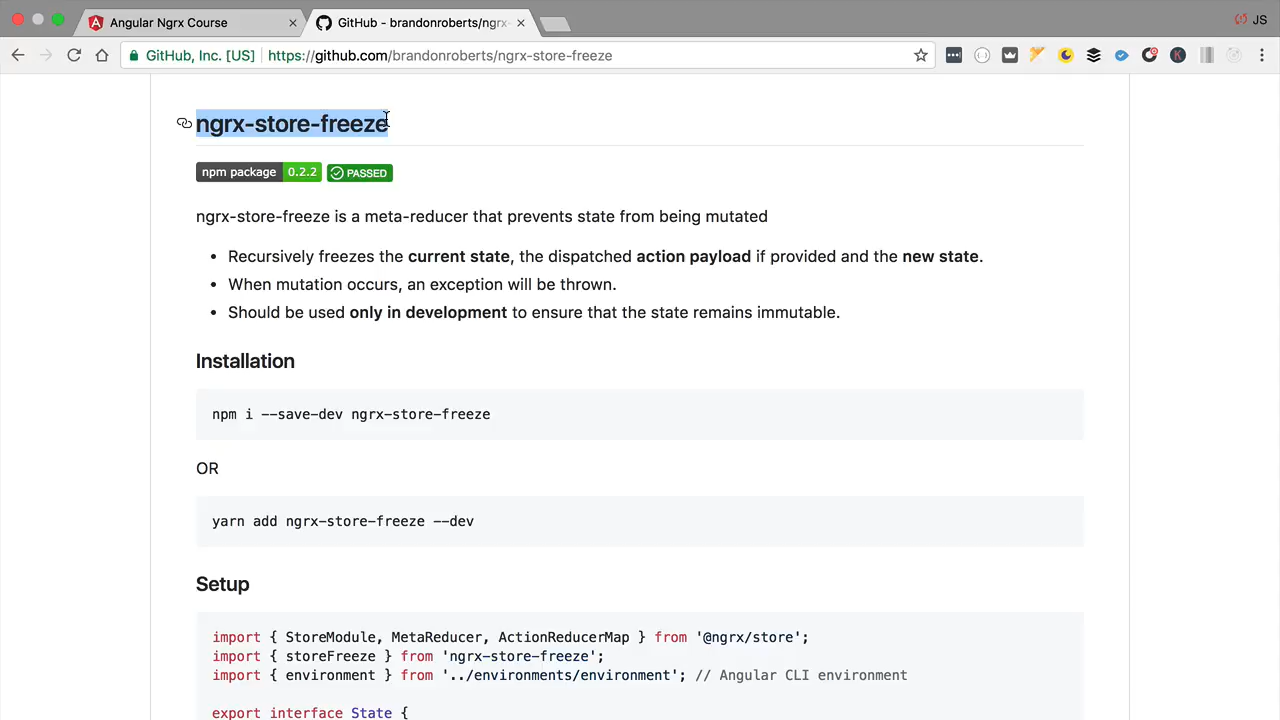 Angular Ngrx Course
GitHub - brandonroberts/ngrx-
JS
GitHub, Inc. [US]
https://github.com/brandonroberts/ngrx-store-freeze
ngrx-store-freeze
npm package 0.2.2 PASSED
ngrx-store-freeze is a meta-reducer that prevents state from being mutated
• Recursively freezes the current state, the dispatched action payload if provided and the new state.
• When mutation occurs, an exception will be thrown.
• Should be used only in development to ensure that the state remains immutable.
Installation
npm i --save-dev ngrx-store-freeze
OR
yarn add ngrx-store-freeze --dev
Setup
import { StoreModule, MetaReducer, ActionReducerMap } from '@ngrx/store';
import { storeFreeze } from 'ngrx-store-freeze';
import { environment } from '../environments/environment'; // Angular CLI environment
export interface State {